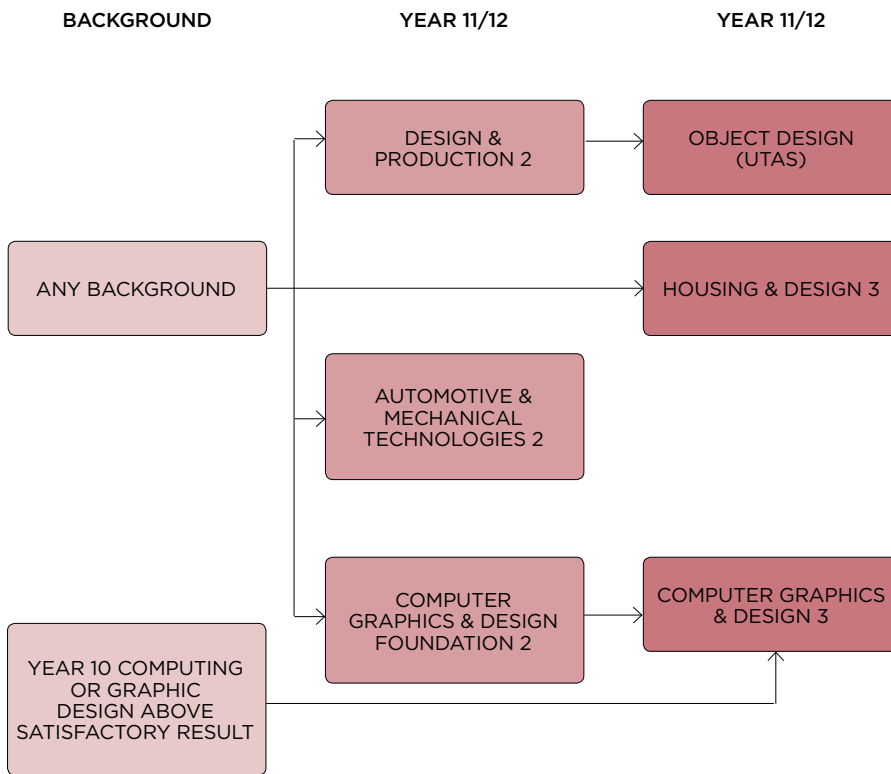 BACKGROUND
YEAR 11/12
YEAR 11/12
DESIGN &
PRODUCTION 2
OBJECT DESIGN
(UTAS)
ANY BACKGROUND
HOUSING & DESIGN 3
AUTOMOTIVE &
MECHANICAL
TECHNOLOGIES 2
COMPUTER
GRAPHICS & DESIGN
FOUNDATION 2
COMPUTER GRAPHICS
& DESIGN 3
YEAR 10 COMPUTING
OR GRAPHIC
DESIGN ABOVE
SATISFACTORY RESULT